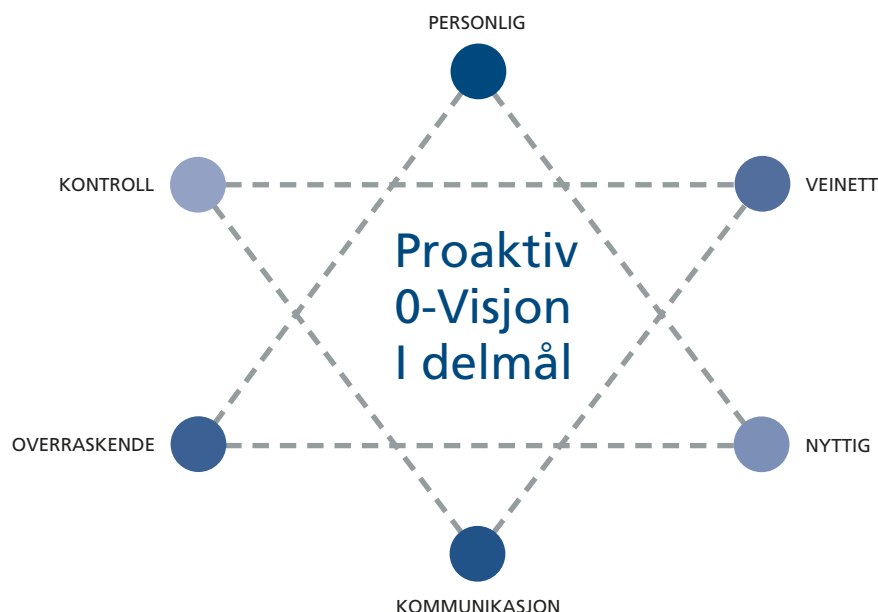 PERSONLIG
KONTROLL
VEINETT
Proaktiv
0-Visjon
I delmål
OVERRASKENDE
NYTTIG
KOMMUNIKASJON